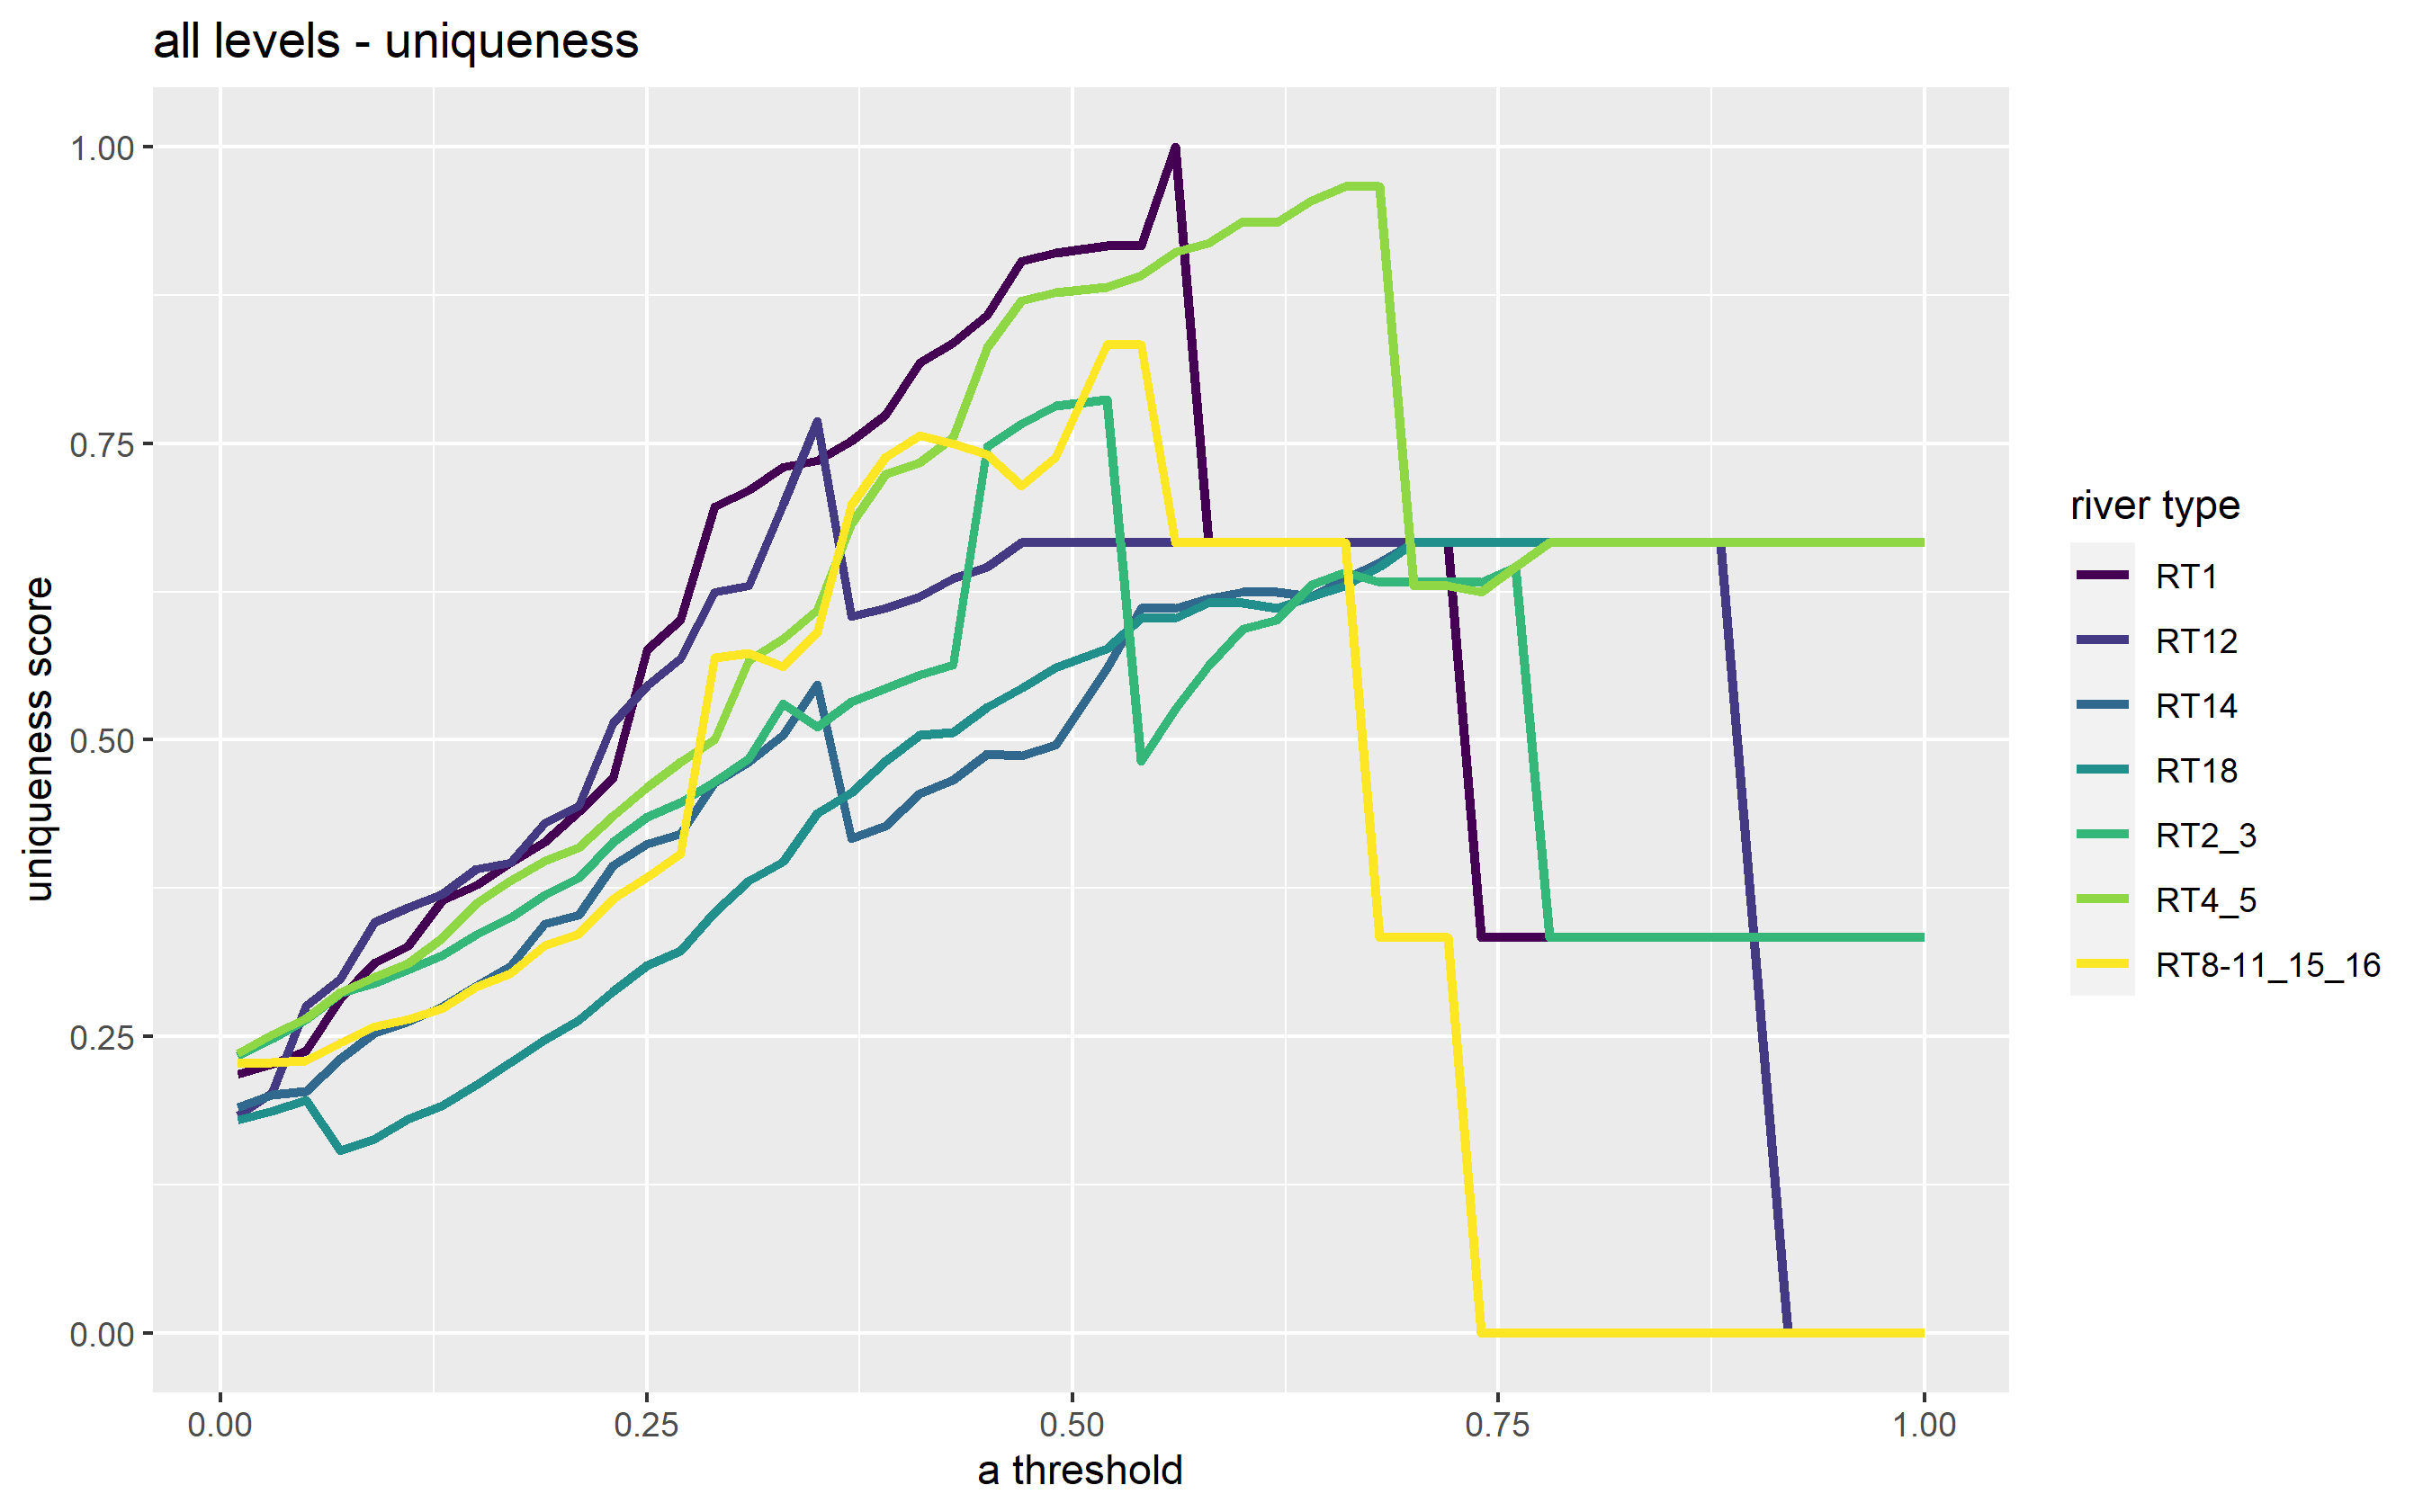 all levels - uniqueness
uniqueness score
1.00
0.75
0.50
0.25
0.00
0.00 0.25 0.50 0.75 1.00
a threshold
river type
RT1
RT12
RT14
RT18
RT2_3
RT4_5
RT8-11_15_16